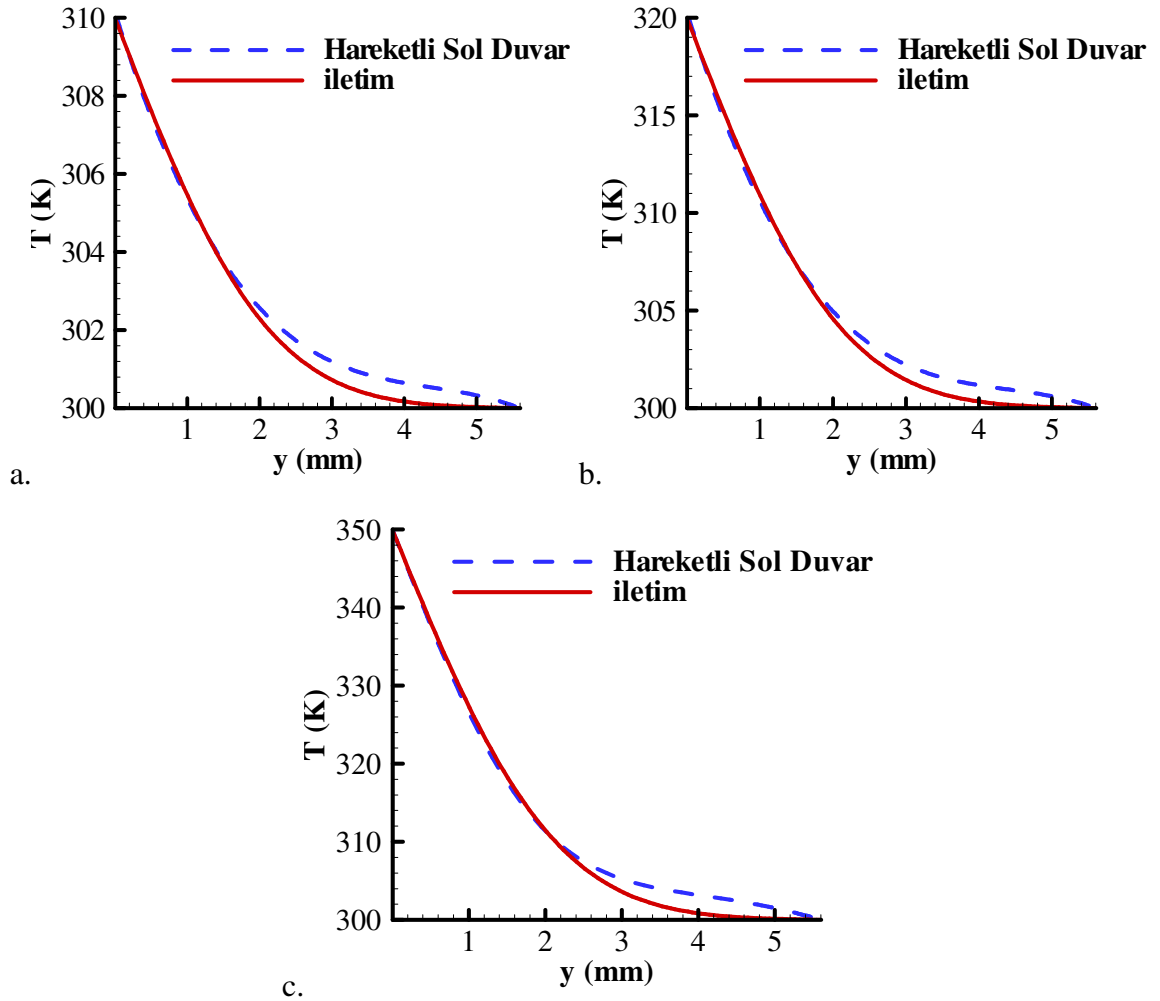 310
308
306
304
302
300
T (K)
Hareketli Sol Duvar
iletim
1 2 3 4 5
y (mm)
a.
320
315
310
305
300
T (K)
Hareketli Sol Duvar
iletim
1 2 3 4 5
y (mm)
b.
350
340
330
320
310
300
T (K)
Hareketli Sol Duvar
iletim
1 2 3 4 5
y (mm)
c.